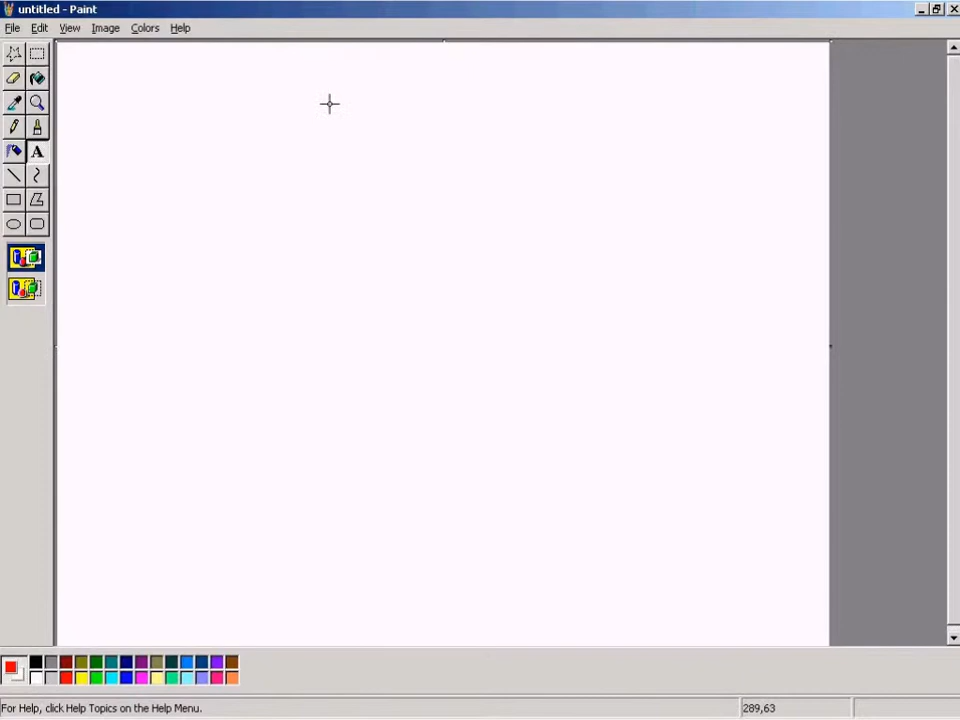 untitled - Paint
File Edit View Image Colors Help
A
For Help, click Help Topics on the Help Menu.
289,63